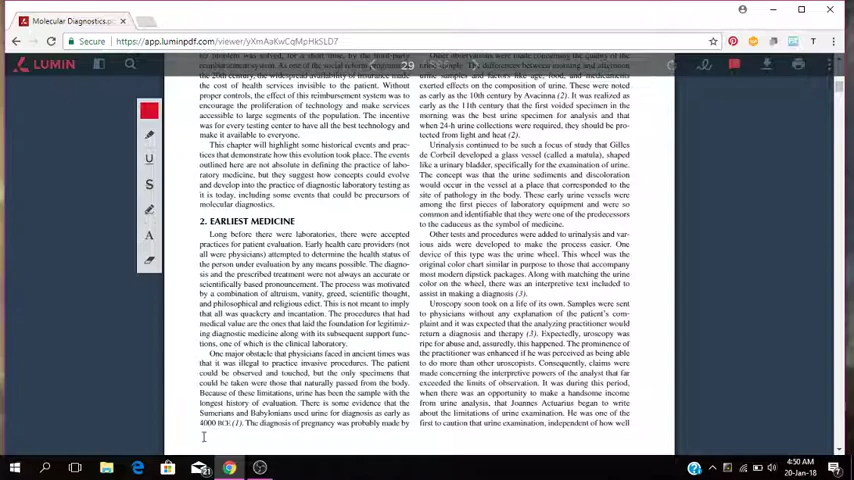 Molecular Diagnostics.p
Secure
https://app.luminpdf.com/viewer/yXmAaKwCqMpHkSLD7
LUMIN
29
the 20th century, the widespread availability of insurance made
the cost of health services invisible to the patient. Without
proper controls, the effect of this reimbursement system was to
encourage the proliferation of technology and make services
accessible to large segments of the population. The incentive
was for every testing center to have all the best technology and
make it available to everyone.
This chapter will highlight some historical events and prac-
tices that demonstrate how this evolution took place. The events
outlined here are not absolute in defining the practice of labo-
ratory medicine, but they suggest how concepts could evolve
and develop into the practice of diagnostic laboratory testing as
it is today, including some events that could be precursors of
molecular diagnostics.
2. EARLIEST MEDICINE
Long before there were laboratories, there were accepted
practices for patient evaluation. Early health care providers (not
all were physicians) attempted to determine the health status of
the person under evaluation by any means possible. The diagno-
sis and the prescribed treatment were not always an accurate or
scientifically based pronouncement. The process was motivated
by a combination of altruism, vanity, greed, scientific thought,
and philosophical and religious edict. This is not meant to imply
that all was quackery and incantation. The procedures that had
medical value are the ones that laid the foundation for legitimiz-
ing diagnostic medicine along with its subsequent support func-
tions, one of which is the clinical laboratory.
One major obstacle that physicians faced in ancient times was
that it was illegal to practice invasive procedures. The patient
could be observed and touched, but the only specimens that
could be taken were those that naturally passed from the body.
Because of these limitations, urine has been the sample with the
longest history of evaluation. There is some evidence that the
Sumerians and Babylonians used urine for diagnosis as early as
4000 BCE (1). The diagnosis of pregnancy was probably made by
urine samples and factors like age, food, and medicaments
exerted effects on the composition of urine. These were noted
as early as the 10th century by Avacinna (2). It was realized as
early as the 11th century that the first voided specimen in the
morning was the best urine specimen for analysis and that
when 24-h urine collections were required, they should be pro-
tected from light and heat (2).
Urinalysis continued to be such a focus of study that Gilles
de Corbeil developed a glass vessel (called a matula), shaped
like a urinary bladder, specifically for the examination of urine.
The concept was that the urine sediments and discoloration
would occur in the vessel at a place that corresponded to the
site of pathology in the body. These early urine vessels were
among the first pieces of laboratory equipment and were so
common and identifiable that they were one of the predecessors
to the caduceus as the symbol of medicine.
Other tests and procedures were added to urinalysis and var-
ious aids were developed to make the process easier. One
device of this type was the urine wheel. This wheel was the
original color chart similar in purpose to those that accompany
most modern dipstick packages. Along with matching the urine
color on the wheel, there was an interpretive text included to
assist in making a diagnosis (3).
Uroscopy soon took on a life of its own. Samples were sent
to physicians without any explanation of the patient's com-
plaint and it was expected that the analyzing practitioner would
return a diagnosis and therapy (3). Expectedly, uroscopy was
ripe for abuse and, assuredly, this happened. The prominence of
the practitioner was enhanced if he was perceived as being able
to do more than other uroscopists. Consequently, claims were
made concerning the interpretive powers of the analyst that far
exceeded the limits of observation. It was during this period,
when there was an opportunity to make a handsome income
from urine analysis, that Joannes Actuarius began to write
about the limitations of urine examination. He was one of the
first to caution that urine examination, independent of how well
U
S
A
21
4:50 AM
20-Jan-18